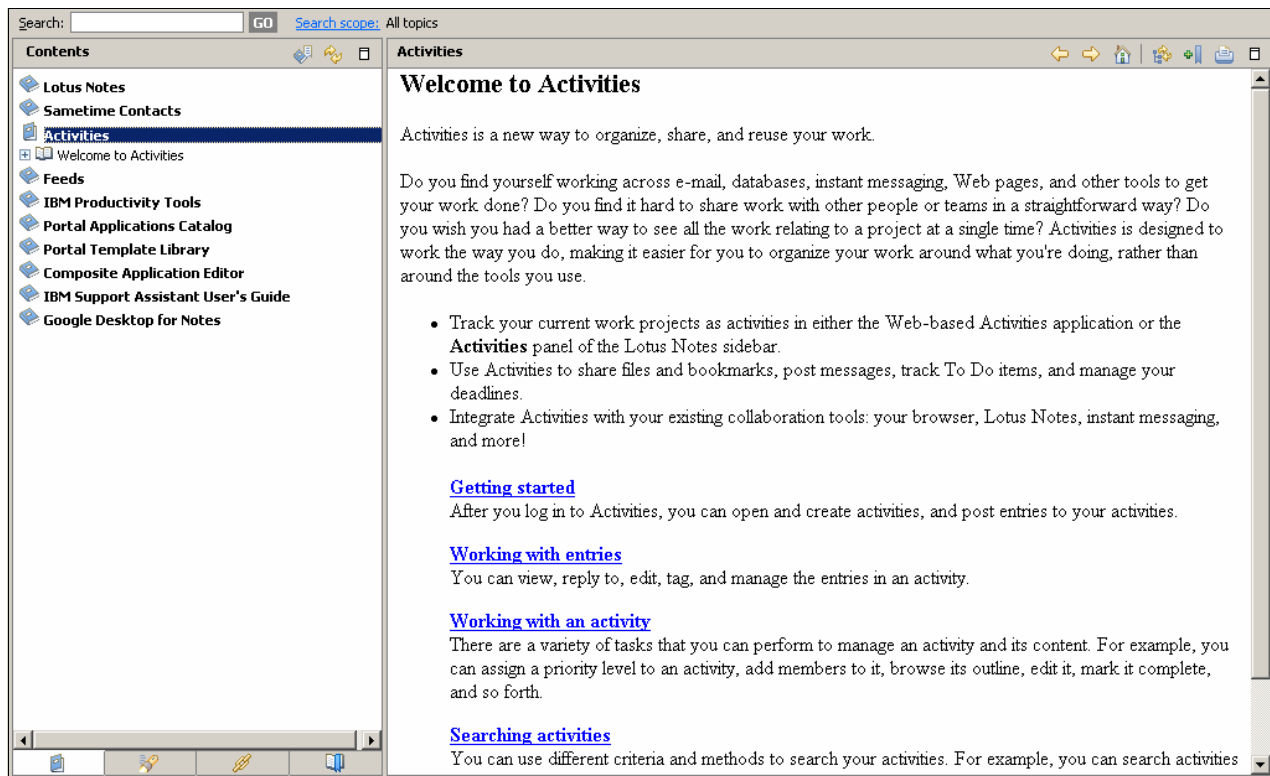 Search: GO Search scope: All topics
Contents
Lotus Notes
Sametime Contacts
Activities
Welcome to Activities
Feeds
IBM Productivity Tools
Portal Applications Catalog
Portal Template Library
Composite Application Editor
IBM Support Assistant User's Guide
Google Desktop for Notes
Activities
Welcome to Activities
Activities is a new way to organize, share, and reuse your work.
Do you find yourself working across e-mail, databases, instant messaging, Web pages, and other tools to get
your work done? Do you find it hard to share work with other people or teams in a straightforward way? Do
you wish you had a better way to see all the work relating to a project at a single time? Activities is designed to
work the way you do, making it easier for you to organize your work around what you're doing, rather than
around the tools you use.
• Track your current work projects as activities in either the Web-based Activities application or the
Activities panel of the Lotus Notes sidebar.
• Use Activities to share files and bookmarks, post messages, track To Do items, and manage your
deadlines.
• Integrate Activities with your existing collaboration tools: your browser, Lotus Notes, instant messaging,
and more!
Getting started
After you log in to Activities, you can open and create activities, and post entries to your activities.
Working with entries
You can view, reply to, edit, tag, and manage the entries in an activity.
Working with an activity
There are a variety of tasks that you can perform to manage an activity and its content. For example, you
can assign a priority level to an activity, add members to it, browse its outline, edit it, mark it complete,
and so forth.
Searching activities
You can use different criteria and methods to search your activities. For example, you can search activities